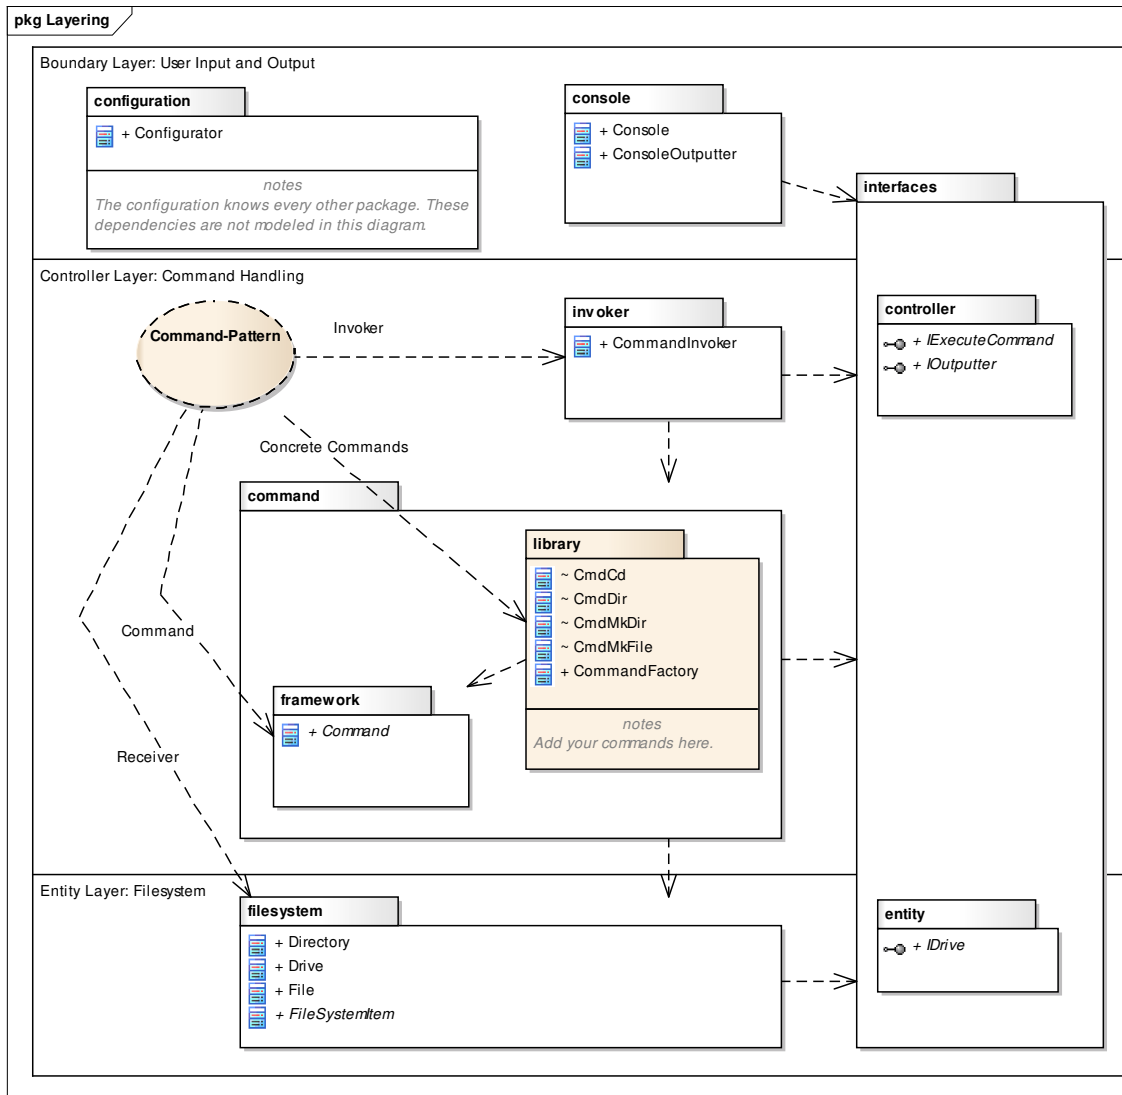 pkg Layering
Boundary Layer: User Input and Output
configuration
+ Configurator
notes
The configuration knows every other package. These
dependencies are not modeled in this diagram.
console
+ Console
+ ConsoleOutputter
interfaces
Controller Layer: Command Handling
Command-Pattern
Invoker
invoker
+ CommandInvoker
controller
+ IExecuteCommand
+ IOutputter
Concrete Commands
command
library
~ CmdCd
~ CmdDir
~ CmdMkDir
~ CmdMkFile
+ CommandFactory
notes
Add your commands here.
Command
framework
+ Command
Receiver
Entity Layer: Filesystem
filesystem
+ Directory
+ Drive
+ File
+ FileSystemItem
entity
+ IDrive